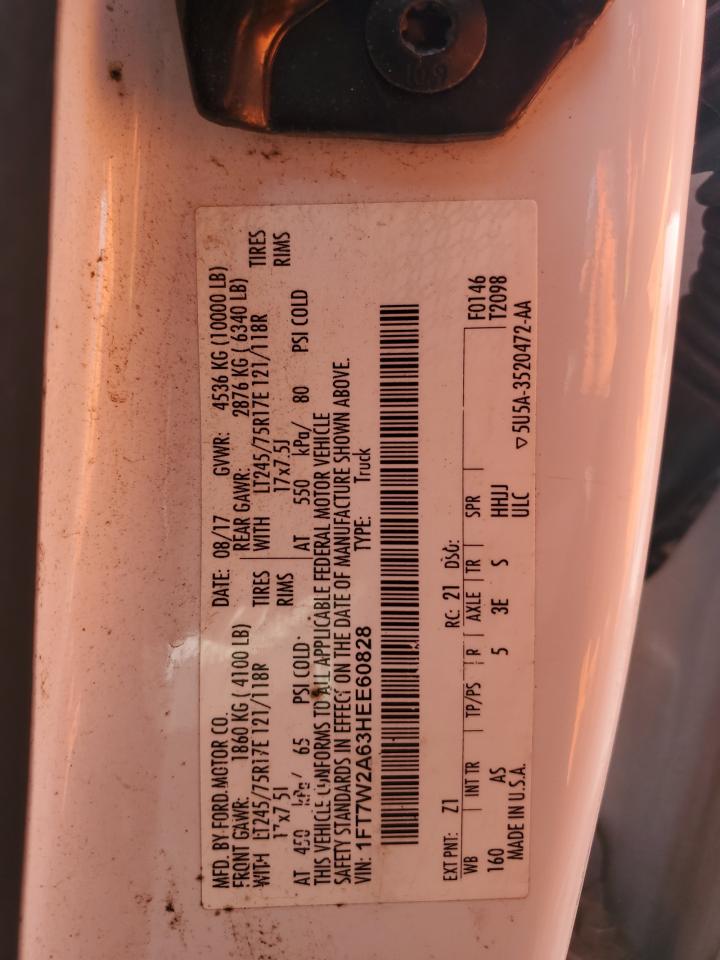 10.9
MFD. BY FORD MOTOR CO. DATE: 08/17 GVWR: 4536 KG (10000 LB)
FRONT GAWR: 1860 KG ( 4100 LB) REAR GAWR: 2876 KG ( 6340 LB)
WITH LT245/75R17E 121/118R TIRES WITH LT245/75R17E 121/118R TIRES
17x7.5J RIMS 17x7.5J RIMS
AT 450 kPa/ 65 PSI COLD AT 550 kPa/ 80 PSI COLD
THIS VEHICLE CONFORMS TO ALL APPLICABLE FEDERAL MOTOR VEHICLE
SAFETY STANDARDS IN EFFECT ON THE DATE OF MANUFACTURE SHOWN ABOVE.
VIN: 1FT7W2A63HEE60828 TYPE: Truck
EXT PNT: Z1 RC: 21 DSO: F0146
WB INT TR TP/PS R AXLE TR SPR T2098
160 AS 5 3E S HHJJ
MADE IN U.S.A. ULC ▽5U5A-3520472-AA